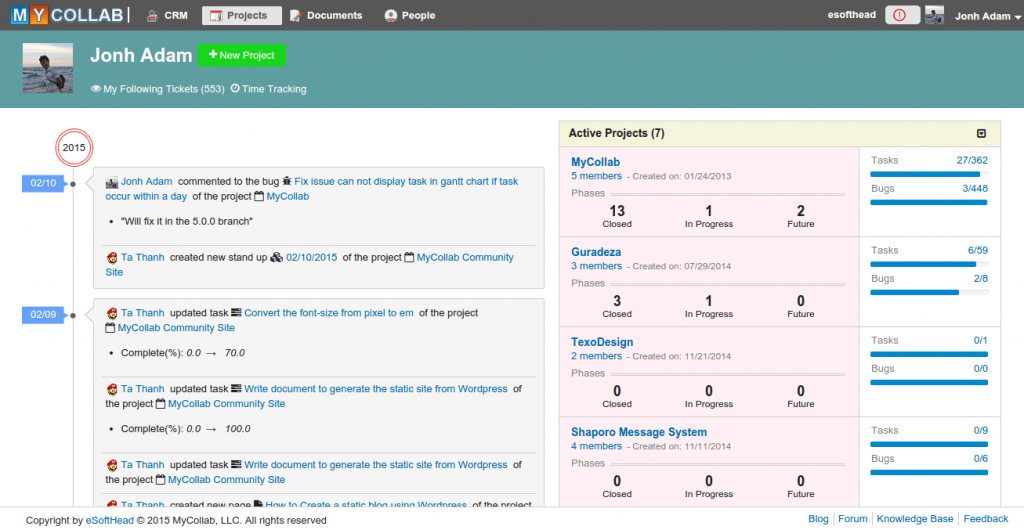 MYCOLLAB CRM Projects Documents People esofthead Jonh Adam
Jonh Adam + New Project
My Following Tickets (553) Time Tracking
2015
02/10
Jonh Adam commented to the bug Fix issue can not display task in gantt chart if task
occur within a day of the project MyCollab
• "Will fix it in the 5.0.0 branch"
Ta Thanh created new stand up 02/10/2015 of the project MyCollab Community
Site
02/09
Ta Thanh updated task Convert the font-size from pixel to em of the project
MyCollab Community Site
• Complete(%): 0.0 → 70.0
Ta Thanh updated task Write document to generate the static site from Wordpress of
the project MyCollab Community Site
• Complete(%): 0.0 → 100.0
Ta Thanh updated task Write document to generate the static site from Wordpress of
the project MyCollab Community Site
Ta Thanh created new page How to Create a static blog using Wordpress of the project
Active Projects (7)
MyCollab
5 members - Created on: 01/24/2013
Phases
13 1 2
Closed In Progress Future
Tasks 27/362
Bugs 3/448
Guradeza
3 members - Created on: 07/29/2014
Phases
3 1 0
Closed In Progress Future
Tasks 6/59
Bugs 2/8
TexoDesign
2 members - Created on: 11/21/2014
Phases
0 0 0
Closed In Progress Future
Tasks 0/1
Bugs 0/0
Shaporo Message System
4 members - Created on: 11/11/2014
Phases
0 0 0
Closed In Progress Future
Tasks 0/9
Bugs 0/6
Copyright by eSoftHead © 2015 MyCollab, LLC. All rights reserved Blog Forum Knowledge Base Feedback